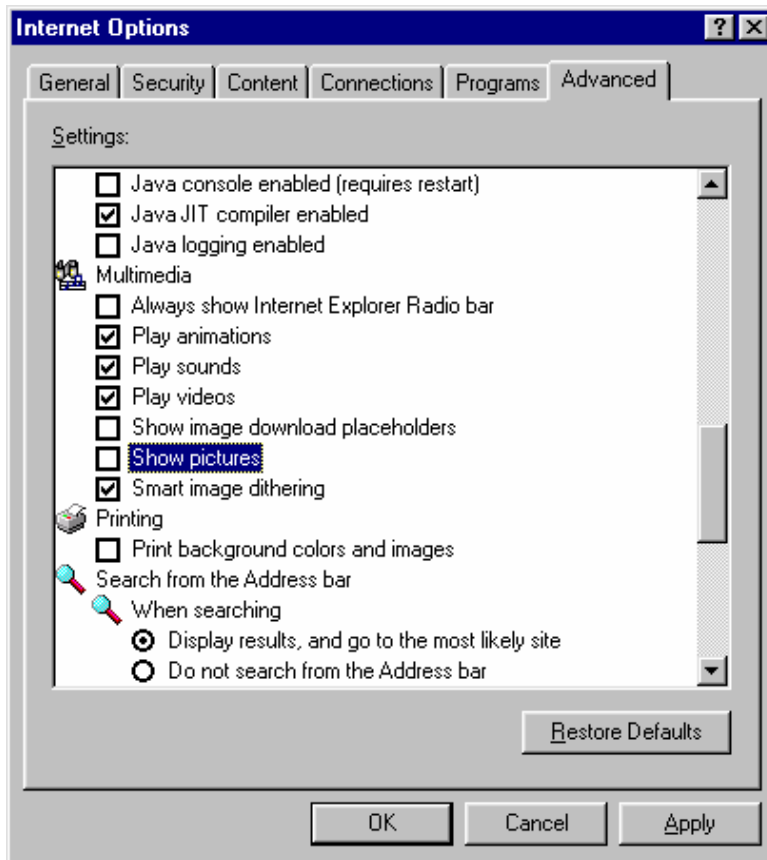 Internet Options
General Security Content Connections Programs Advanced
Settings:
Java console enabled (requires restart)
Java JIT compiler enabled
Java logging enabled
Multimedia
Always show Internet Explorer Radio bar
Play animations
Play sounds
Play videos
Show image download placeholders
Show pictures
Smart image dithering
Printing
Print background colors and images
Search from the Address bar
When searching
Display results, and go to the most likely site
Do not search from the Address bar
Restore Defaults
OK Cancel Apply